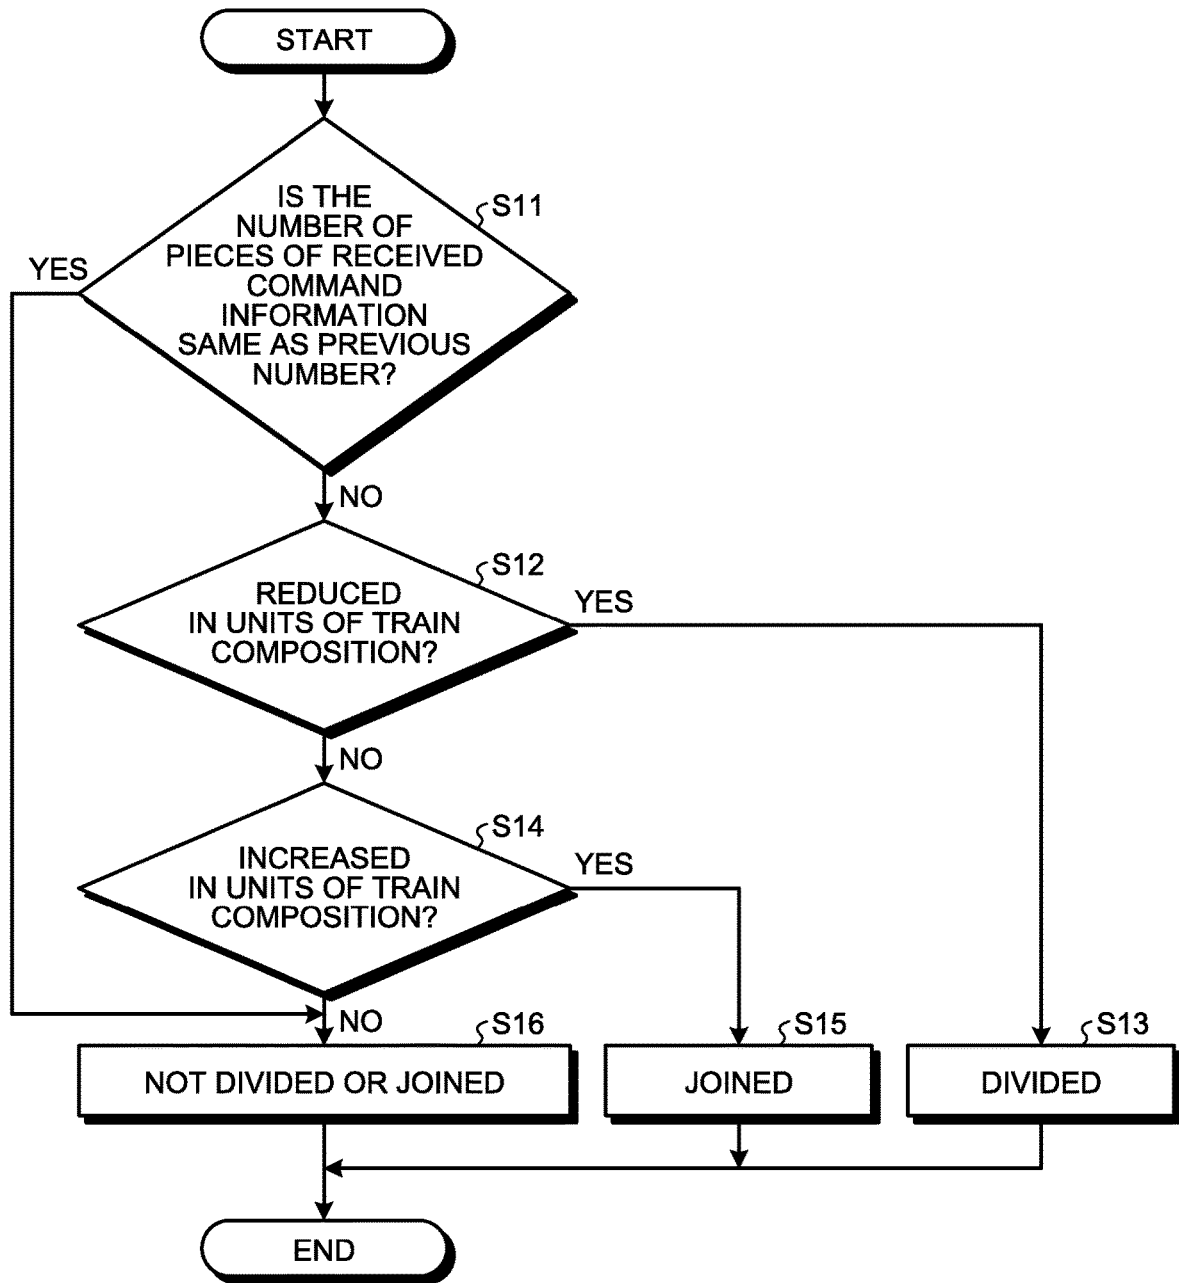 START
IS THE
NUMBER OF
PIECES OF RECEIVED
COMMAND
INFORMATION
SAME AS PREVIOUS
NUMBER?
S11
YES
NO
REDUCED
IN UNITS OF TRAIN
COMPOSITION?
S12
YES
NO
INCREASED
IN UNITS OF TRAIN
COMPOSITION?
S14
YES
NO
S16
NOT DIVIDED OR JOINED
S15
JOINED
S13
DIVIDED
END